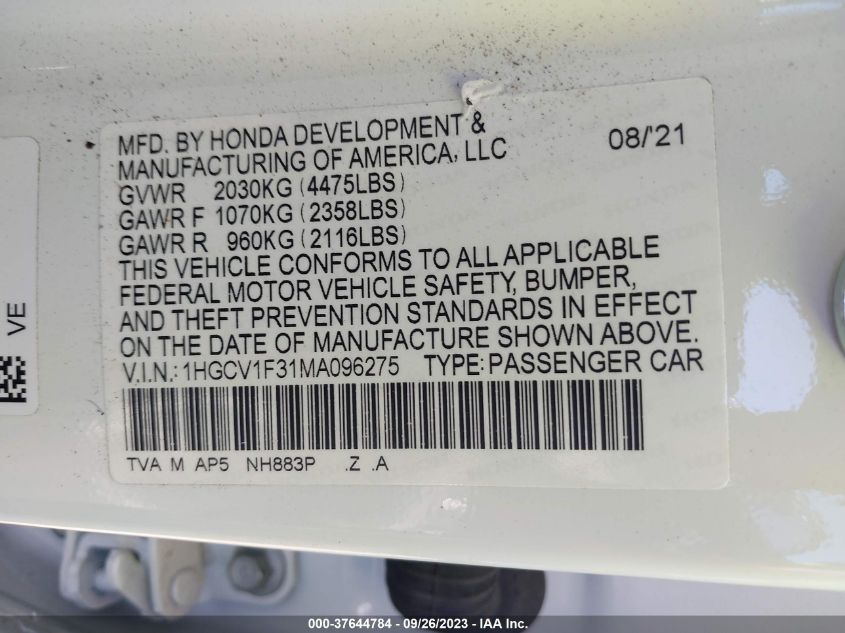 MFD. BY HONDA DEVELOPMENT & 08/'21
MANUFACTURING OF AMERICA, LLC
GVWR 2030KG (4475LBS)
GAWR F 1070KG (2358LBS)
GAWR R 960KG (2116LBS)
THIS VEHICLE CONFORMS TO ALL APPLICABLE
FEDERAL MOTOR VEHICLE SAFETY, BUMPER,
AND THEFT PREVENTION STANDARDS IN EFFECT
ON THE DATE OF MANUFACTURE SHOWN ABOVE.
V.I.N.: 1HGCV1F31MA096275 TYPE: PASSENGER CAR
TVA M AP5 NH883P .Z .A
VE
000-37644784 - 09/26/2023 - IAA Inc.